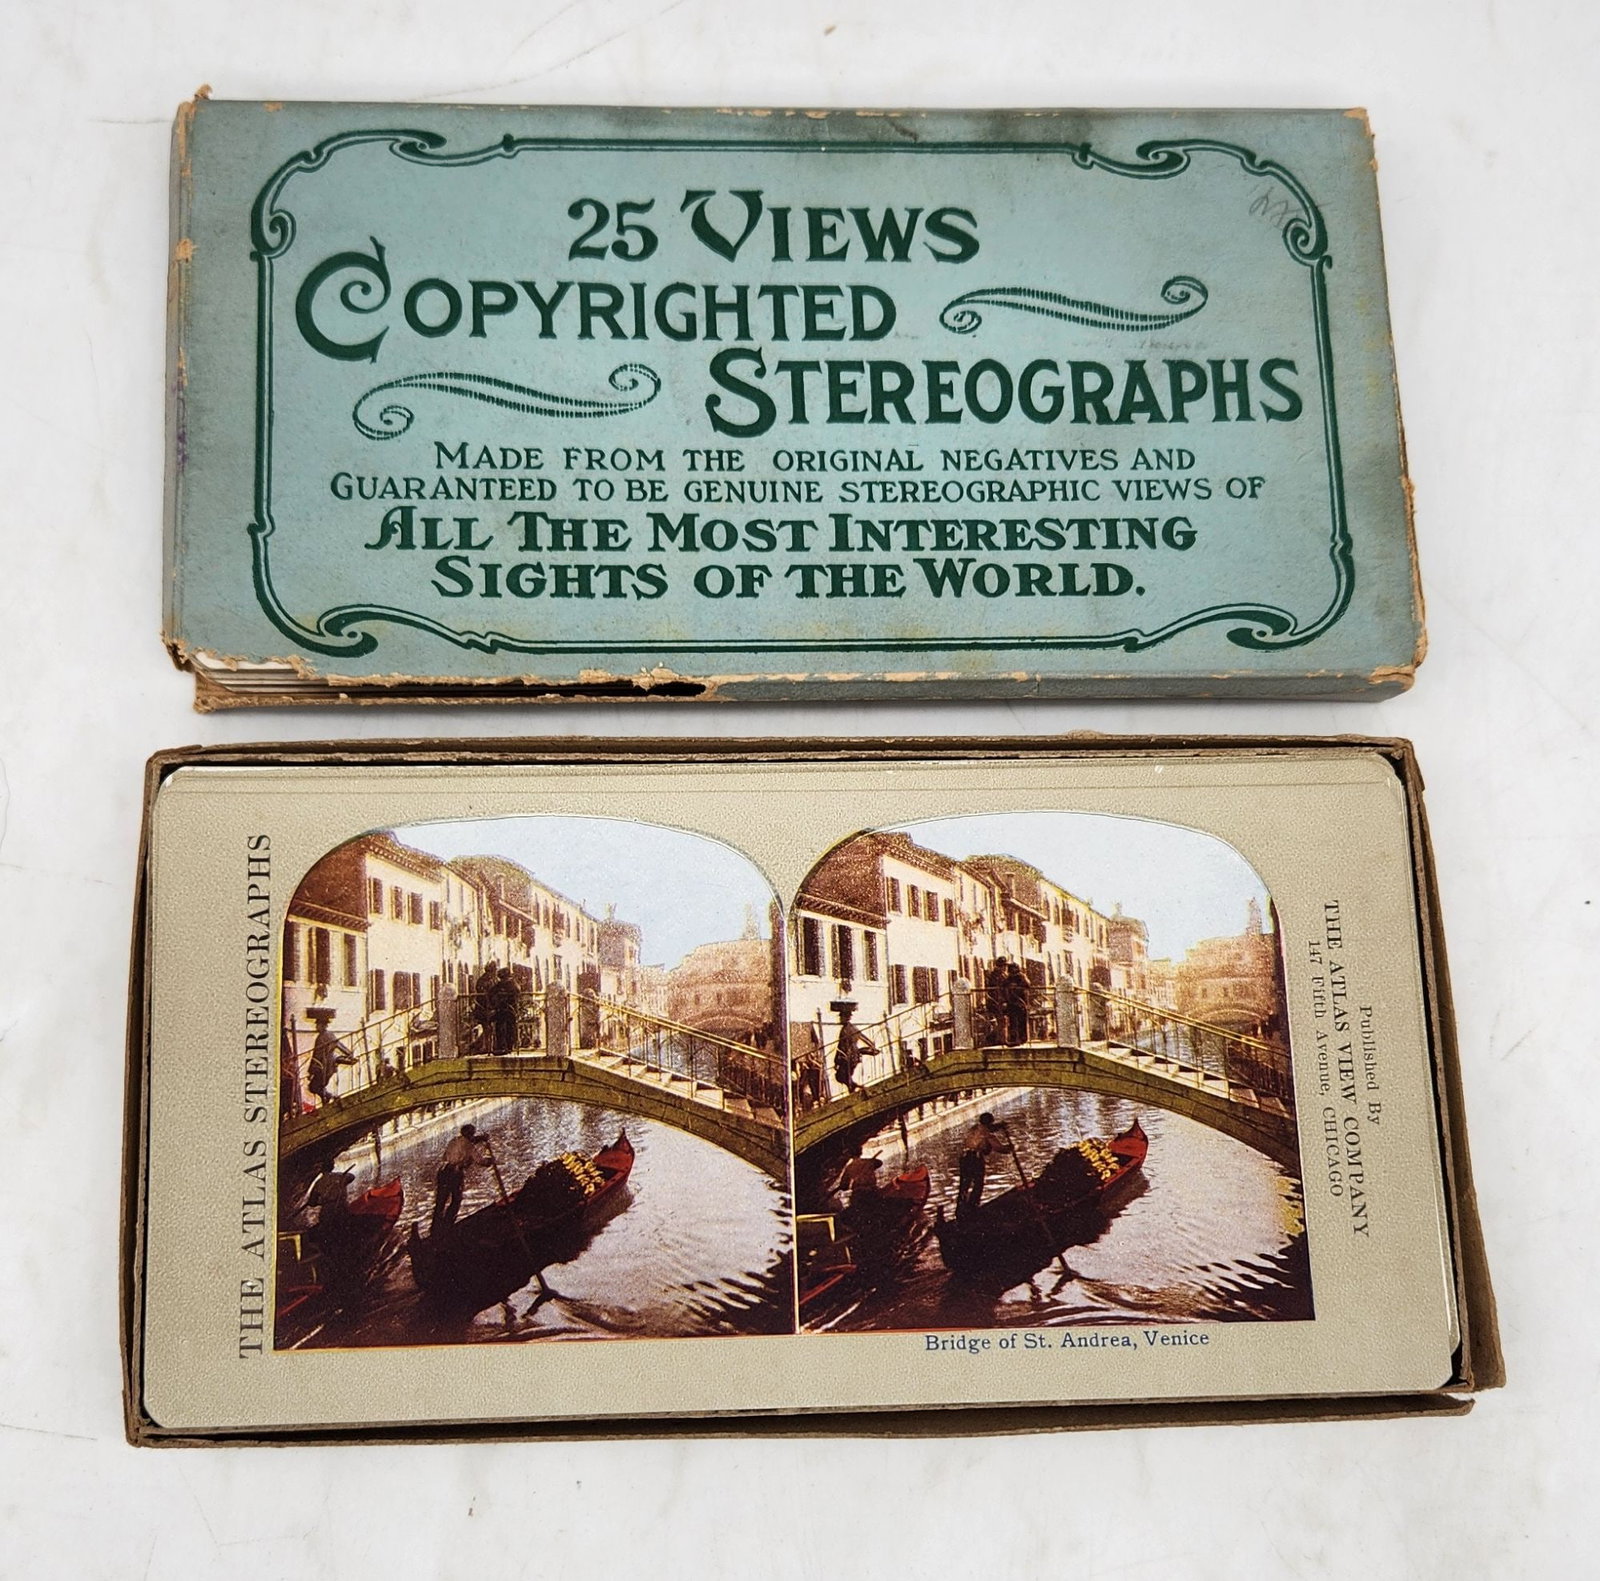 25 VIEWS
COPYRIGHTED
STEREOGRAPHS
MADE FROM THE ORIGINAL NEGATIVES AND
GUARANTEED TO BE GENUINE STEREOGRAPHIC VIEWS OF
ALL THE MOST INTERESTING
SIGHTS OF THE WORLD.
THE ATLAS STEREOGRAPHS
Published By
THE ATLAS VIEW COMPANY
147 Fifth Avenue, CHICAGO
Bridge of St. Andrea, Venice